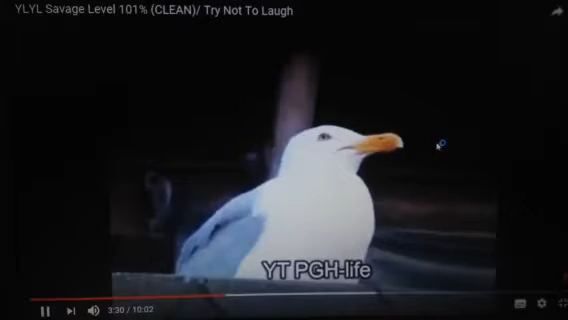 YLYL Savage Level 101% (CLEAN)/ Try Not To Laugh
YT PGH-life
3:30 / 10:02